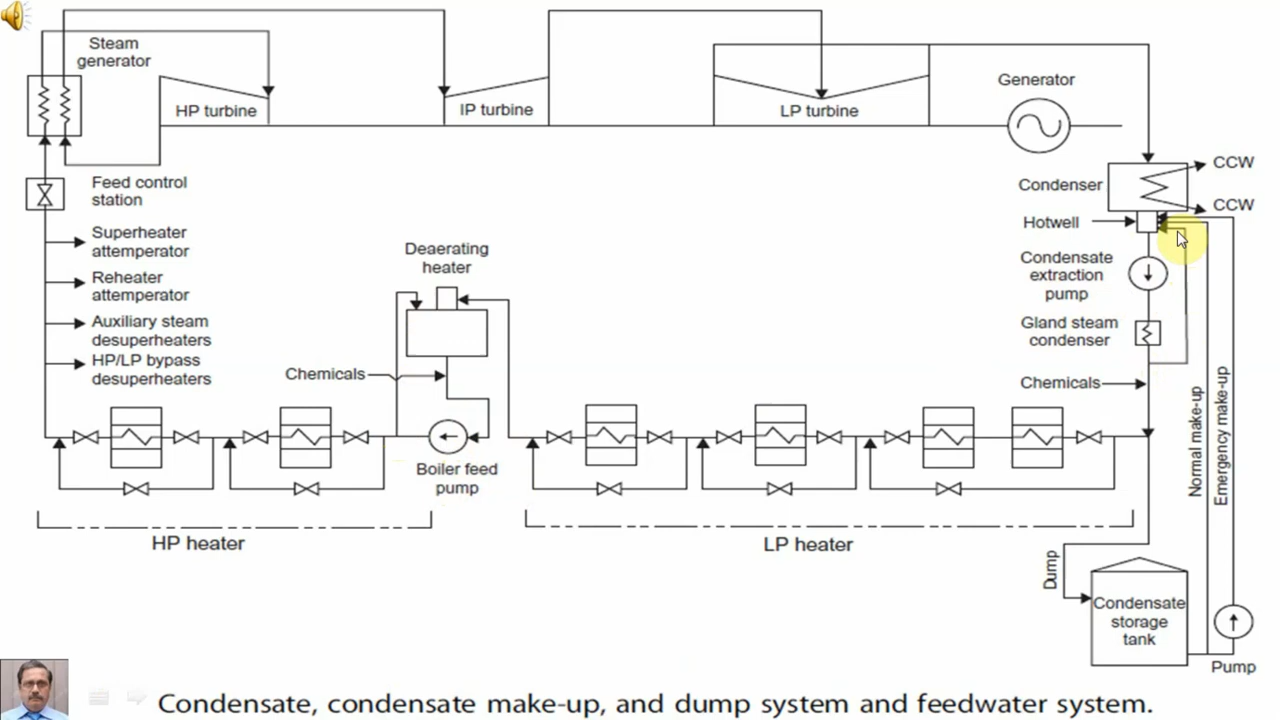 Steam
generator
HP turbine
IP turbine
LP turbine
Generator
CCW
Condenser
CCW
Hotwell
Feed control
station
Superheater
attemperator
Reheater
attemperator
Auxiliary steam
desuperheaters
HP/LP bypass
desuperheaters
Deaerating
heater
Chemicals
Boiler feed
pump
Condensate
extraction
pump
Gland steam
condenser
Chemicals
Normal make-up
Emergency make-up
HP heater
LP heater
Dump
Condensate
storage
tank
Pump
Condensate, condensate make-up, and dump system and feedwater system.